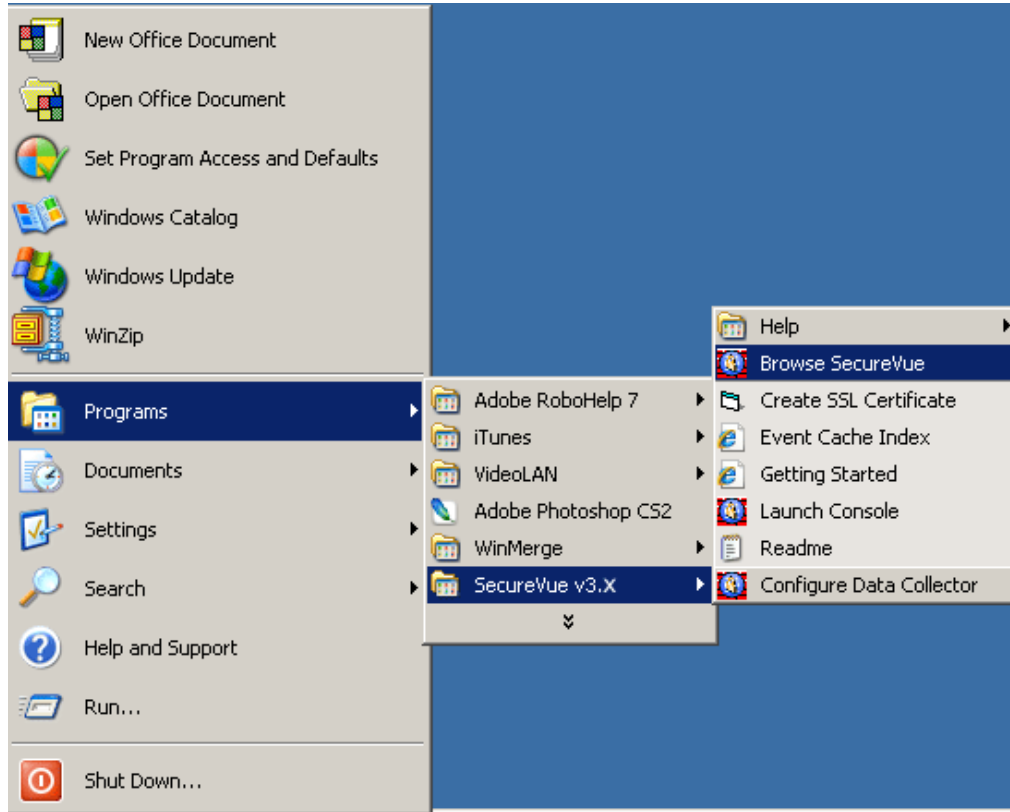 New Office Document
Open Office Document
Set Program Access and Defaults
Windows Catalog
Windows Update
WinZip
Programs
Documents
Settings
Search
Help and Support
Run...
Shut Down...
Adobe RoboHelp 7
iTunes
VideoLAN
Adobe Photoshop CS2
WinMerge
SecureVue v3.X
Help
Browse SecureVue
Create SSL Certificate
Event Cache Index
Getting Started
Launch Console
Readme
Configure Data Collector